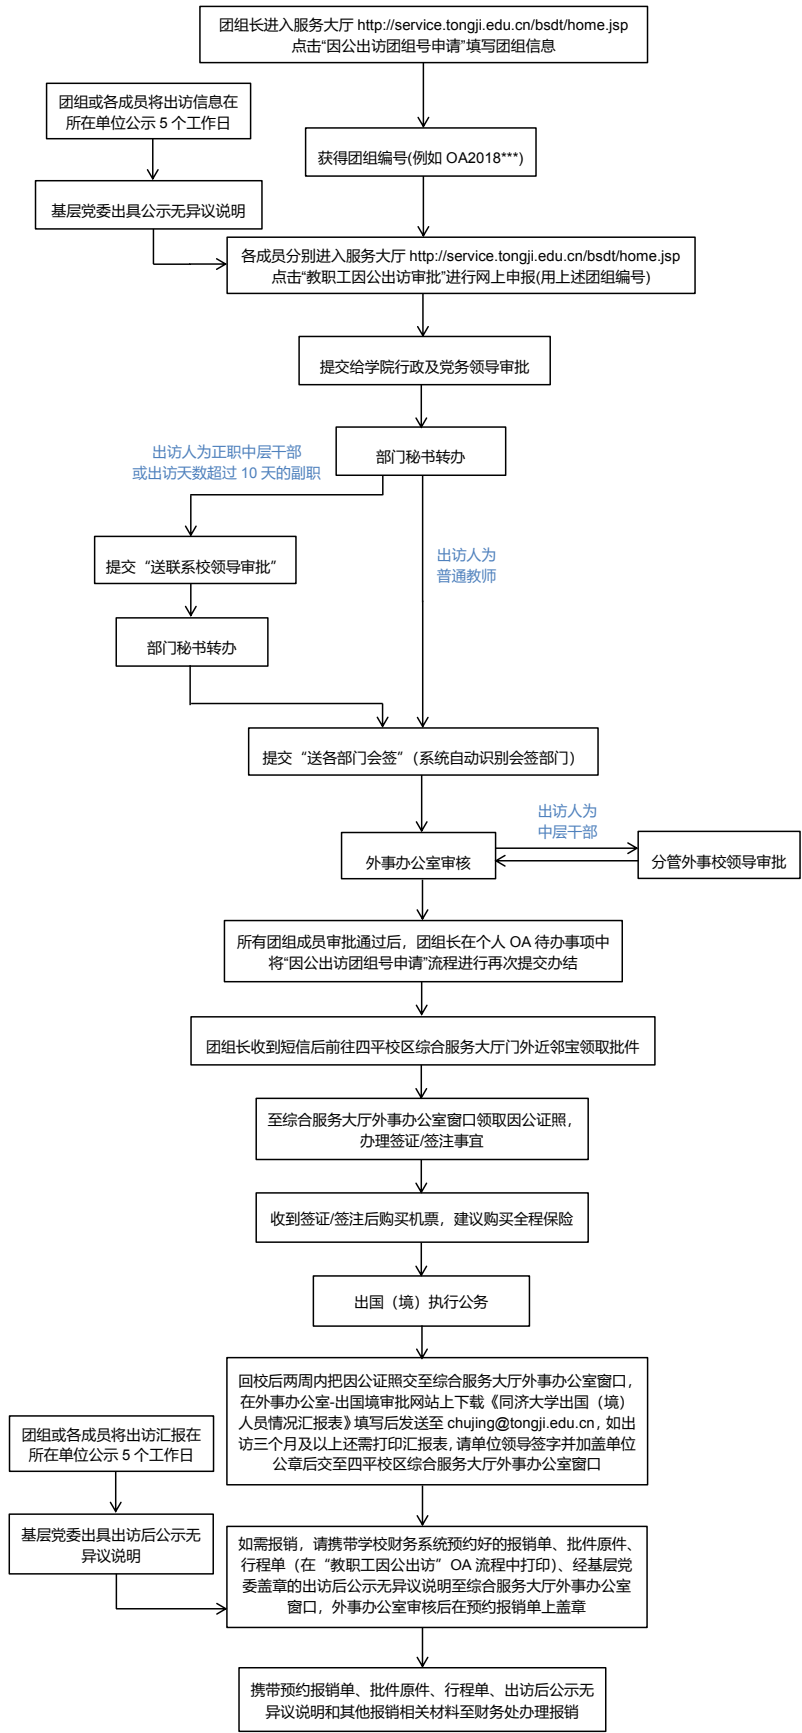 团组长进入服务大厅 http://service.tongji.edu.cn/bsdt/home.jsp
点击“因公出访团组号申请”填写团组信息
团组或各成员将出访信息在
所在单位公示 5 个工作日
获得团组编号(例如 OA2018***)
基层党委出具公示无异议说明
各成员分别进入服务大厅 http://service.tongji.edu.cn/bsdt/home.jsp
点击“教职工因公出访审批”进行网上申报(用上述团组编号)
提交给学院行政及党务领导审批
部门秘书转办
出访人为正职中层干部
或出访天数超过 10 天的副职
出访人为
普通教师
提交“送联系校领导审批”
部门秘书转办
提交“送各部门会签”（系统自动识别会签部门）
出访人为
中层干部
外事办公室审核
分管外事校领导审批
所有团组成员审批通过后，团组长在个人 OA 待办事项中
将“因公出访团组号申请”流程进行再次提交办结
团组长收到短信后前往四平校区综合服务大厅门外近邻宝领取批件
至综合服务大厅外事办公室窗口领取因公证照，
办理签证/签注事宜
收到签证/签注后购买机票，建议购买全程保险
出国（境）执行公务
回校后两周内把因公证照交至综合服务大厅外事办公室窗口，
在外事办公室-出国境审批网站上下载《同济大学出国（境）
人员情况汇报表》填写后发送至 chujing@tongji.edu.cn，如出
访三个月及以上还需打印汇报表，请单位领导签字并加盖单位
公章后交至四平校区综合服务大厅外事办公室窗口
团组或各成员将出访汇报在
所在单位公示 5 个工作日
基层党委出具出访后公示无
异议说明
如需报销，请携带学校财务系统预约好的报销单、批件原件、
行程单（在“教职工因公出访”OA 流程中打印）、经基层党
委盖章的出访后公示无异议说明至综合服务大厅外事办公室
窗口，外事办公室审核后在预约报销单上盖章
携带预约报销单、批件原件、行程单、出访后公示无
异议说明和其他报销相关材料至财务处办理报销